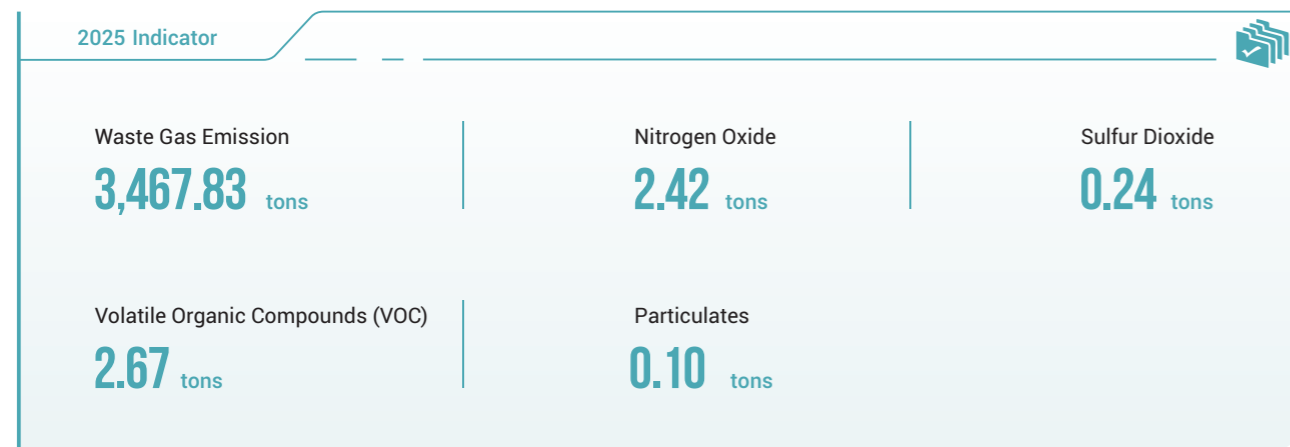 2025 Indicator
Waste Gas Emission
3,467.83 tons
Nitrogen Oxide
2.42 tons
Sulfur Dioxide
0.24 tons
Volatile Organic Compounds (VOC)
2.67 tons
Particulates
0.10 tons